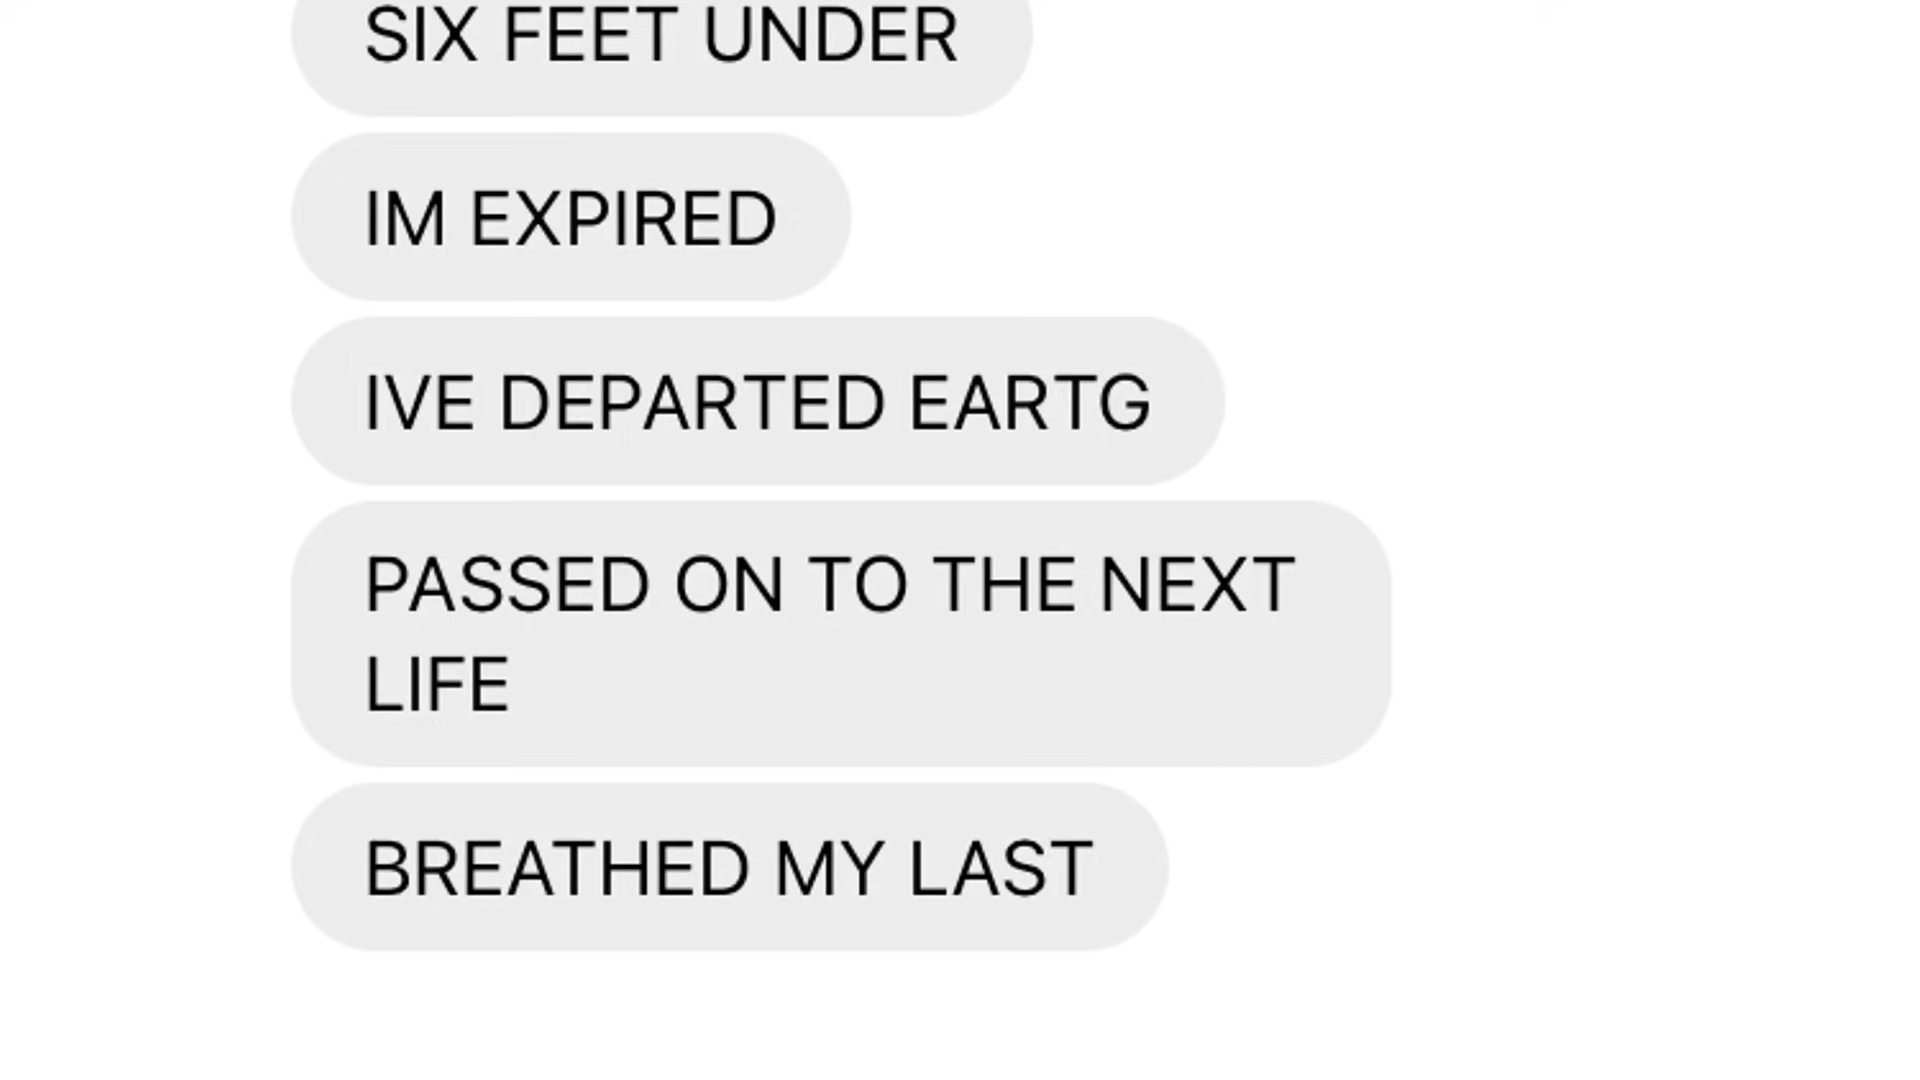 SIX FEET UNDER
IM EXPIRED
IVE DEPARTED EARTG
PASSED ON TO THE NEXT
LIFE
BREATHED MY LAST